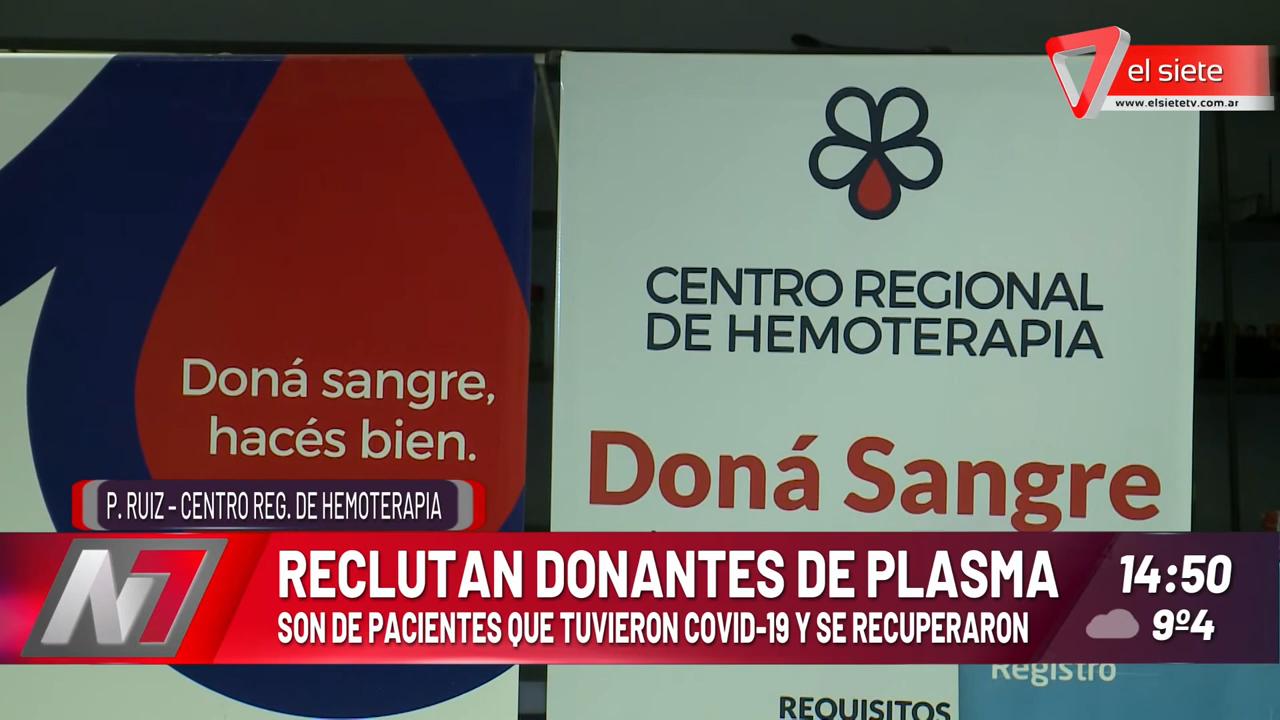 el siete
www.elsietetv.com.ar
CENTRO REGIONAL
DE HEMOTERAPIA
Doná sangre,
hacés bien.
Doná Sangre
P. RUIZ - CENTRO REG. DE HEMOTERAPIA
N7
RECLUTAN DONANTES DE PLASMA
SON DE PACIENTES QUE TUVIERON COVID-19 Y SE RECUPERARON
14:50
9º4
Registro
REQUISITOS